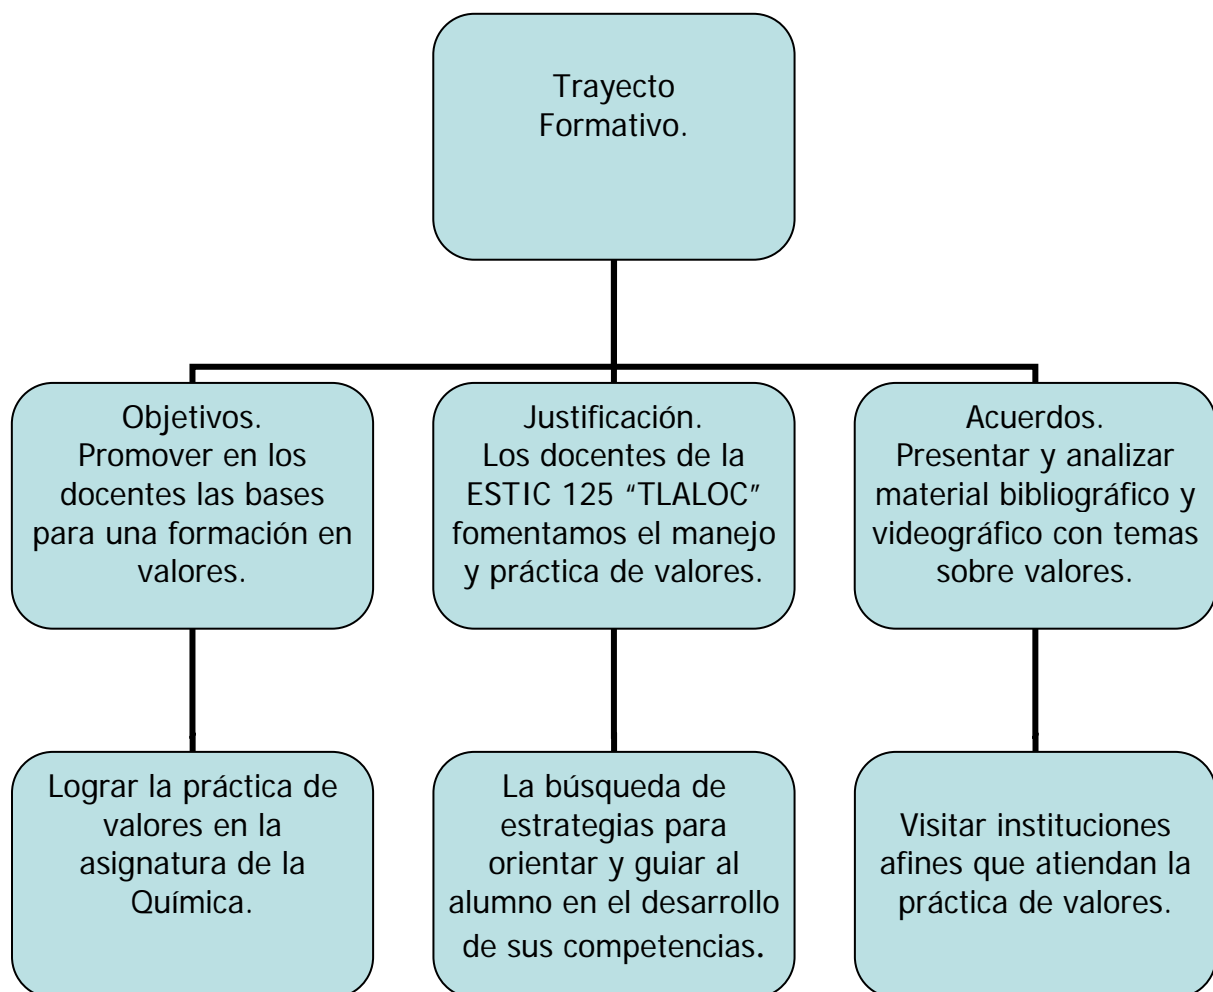 Trayecto
Formativo.
Objetivos.
Promover en los
docentes las bases
para una formación en
valores.
Justificación.
Los docentes de la
ESTIC 125 “TLALOC”
fomentamos el manejo
y práctica de valores.
Acuerdos.
Presentar y analizar
material bibliográfico y
videográfico con temas
sobre valores.
Lograr la práctica de
valores en la
asignatura de la
Química.
La búsqueda de
estrategias para
orientar y guiar al
alumno en el desarrollo
de sus competencias.
Visitar instituciones
afines que atiendan la
práctica de valores.